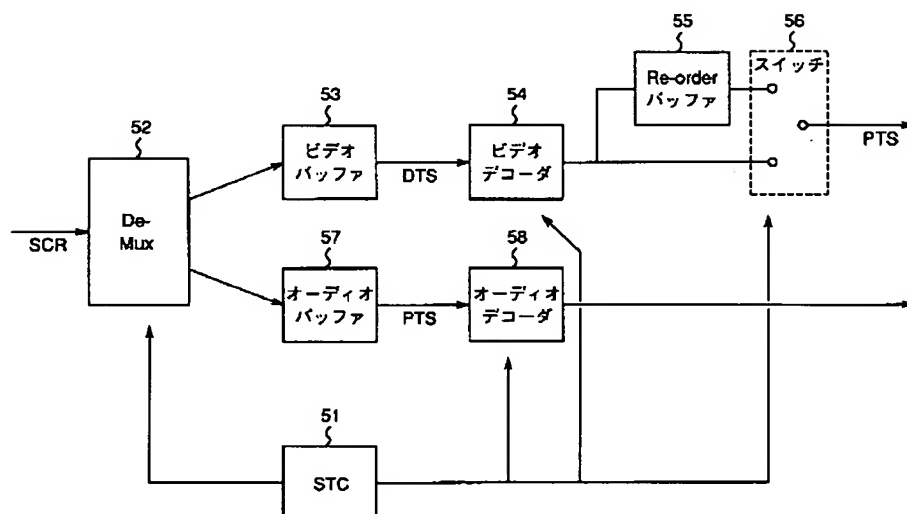 55
56
Re-order
バッファ
スイッチ
52
53
54
De-
Mux
ビデオ
バッファ
ビデオ
デコーダ
SCR
DTS
PTS
57
58
オーディオ
バッファ
オーディオ
デコーダ
PTS
51
STC